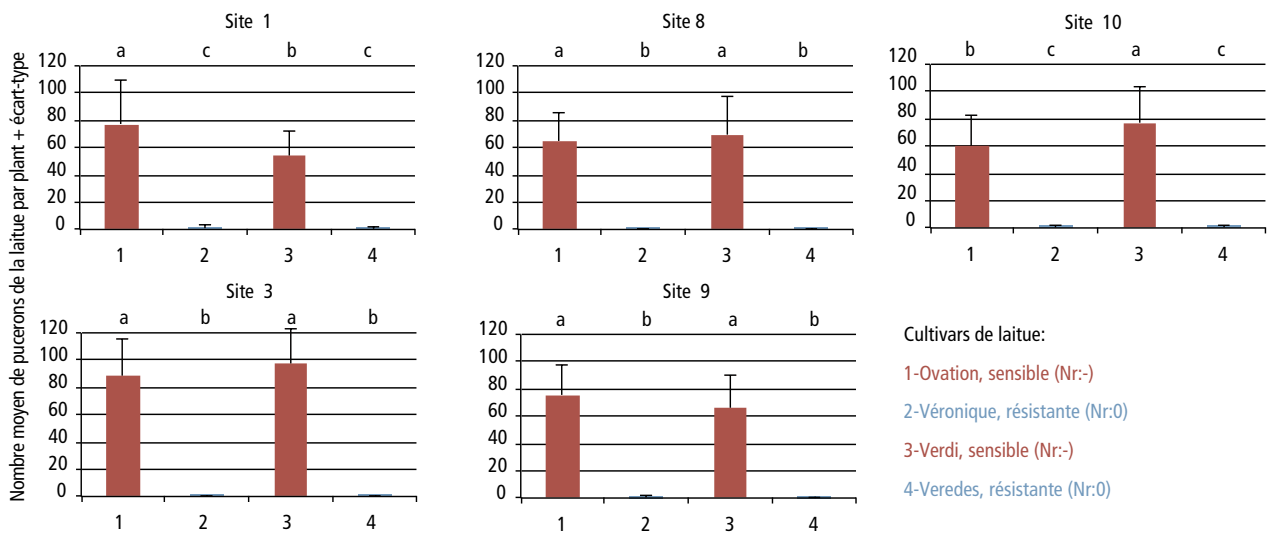 Nombre moyen de pucerons de la laitue par plant + écart-type
Site 1
a c b c
120
100
80
60
40
20
0
1 2 3 4
Site 8
a b a b
120
100
80
60
40
20
0
1 2 3 4
Site 10
b c a c
120
100
80
60
40
20
0
1 2 3 4
Site 3
a b a b
120
100
80
60
40
20
0
1 2 3 4
Site 9
a b a b
120
100
80
60
40
20
0
1 2 3 4
Cultivars de laitue:
1-Ovation, sensible (Nr:-)
2-Véronique, résistante (Nr:0)
3-Verdi, sensible (Nr:-)
4-Veredes, résistante (Nr:0)